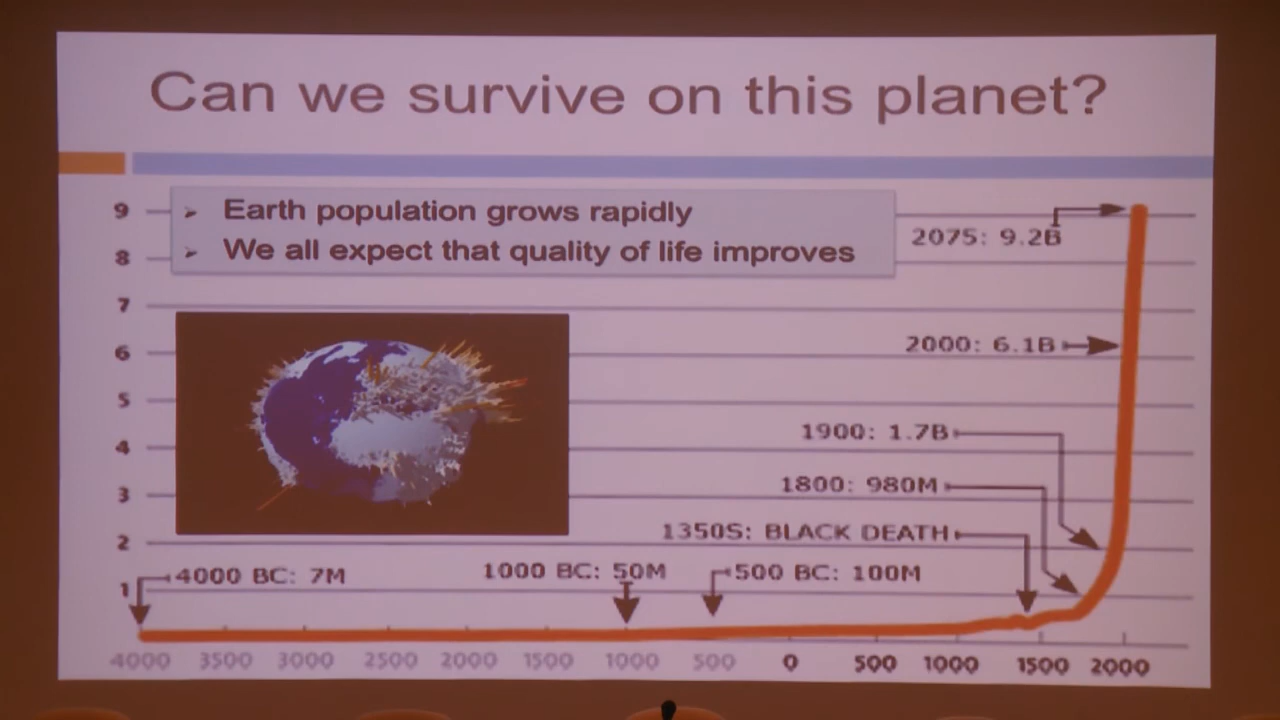 Can we survive on this planet?
➢ Earth population grows rapidly
➢ We all expect that quality of life improves
9
2075: 9.2B
8
7
6
2000: 6.1B
5
4
1900: 1.7B
3
1800: 980M
2
1350S: BLACK DEATH
1
4000 BC: 7M
1000 BC: 50M
500 BC: 100M
4000 3500 3000 2500 2000 1500 1000 500 0 500 1000 1500 2000